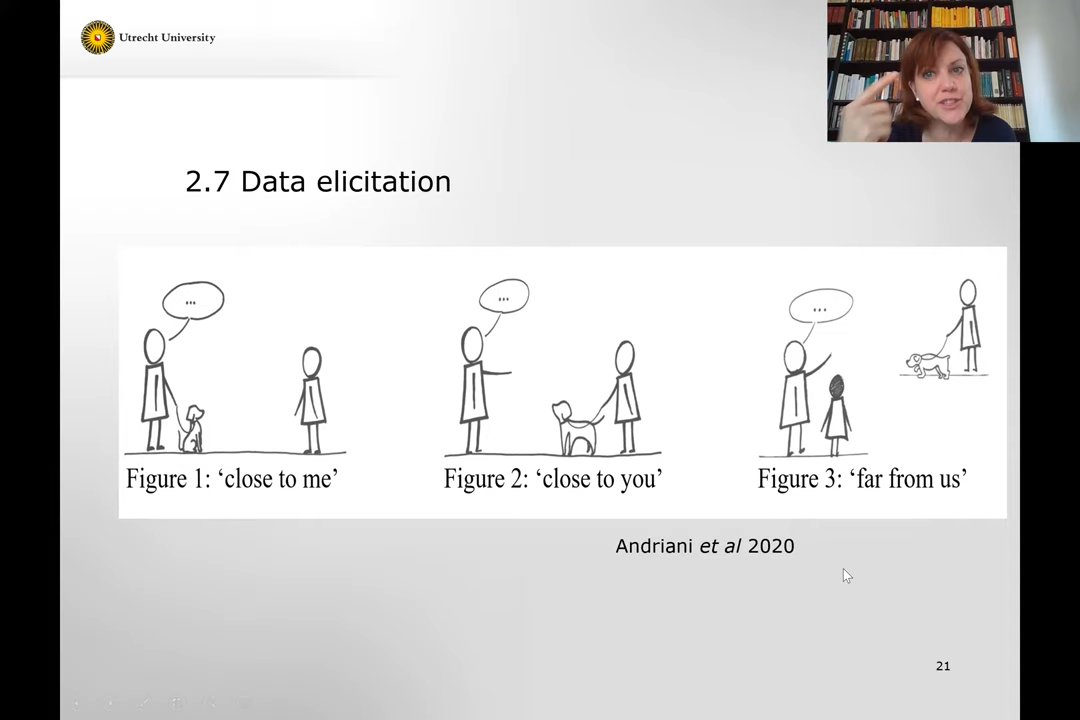 Utrecht University
2.7 Data elicitation
...
...
...
Figure 1: ‘close to me’
Figure 2: ‘close to you’
Figure 3: ‘far from us’
Andriani et al 2020
21